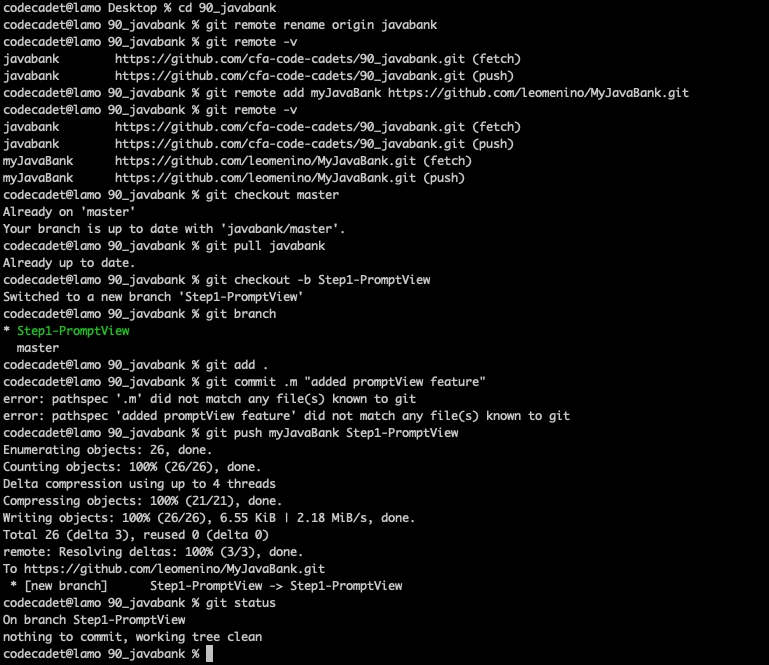 codecadet@lamo Desktop % cd 90_javabank
codecadet@lamo 90_javabank % git remote rename origin javabank
codecadet@lamo 90_javabank % git remote -v
javabank        https://github.com/cfa-code-cadets/90_javabank.git (fetch)
javabank        https://github.com/cfa-code-cadets/90_javabank.git (push)
codecadet@lamo 90_javabank % git remote add myJavaBank https://github.com/leomenino/MyJavaBank.git
codecadet@lamo 90_javabank % git remote -v
javabank        https://github.com/cfa-code-cadets/90_javabank.git (fetch)
javabank        https://github.com/cfa-code-cadets/90_javabank.git (push)
myJavaBank      https://github.com/leomenino/MyJavaBank.git (fetch)
myJavaBank      https://github.com/leomenino/MyJavaBank.git (push)
codecadet@lamo 90_javabank % git checkout master
Already on 'master'
Your branch is up to date with 'javabank/master'.
codecadet@lamo 90_javabank % git pull javabank
Already up to date.
codecadet@lamo 90_javabank % git checkout -b Step1-PromptView
Switched to a new branch 'Step1-PromptView'
codecadet@lamo 90_javabank % git branch
* Step1-PromptView
  master
codecadet@lamo 90_javabank % git add .
codecadet@lamo 90_javabank % git commit .m "added promptView feature"
error: pathspec '.m' did not match any file(s) known to git
error: pathspec 'added promptView feature' did not match any file(s) known to git
codecadet@lamo 90_javabank % git push myJavaBank Step1-PromptView
Enumerating objects: 26, done.
Counting objects: 100% (26/26), done.
Delta compression using up to 4 threads
Compressing objects: 100% (21/21), done.
Writing objects: 100% (26/26), 6.55 KiB | 2.18 MiB/s, done.
Total 26 (delta 3), reused 0 (delta 0)
remote: Resolving deltas: 100% (3/3), done.
To https://github.com/leomenino/MyJavaBank.git
 * [new branch]      Step1-PromptView -> Step1-PromptView
codecadet@lamo 90_javabank % git status
On branch Step1-PromptView
nothing to commit, working tree clean
codecadet@lamo 90_javabank %